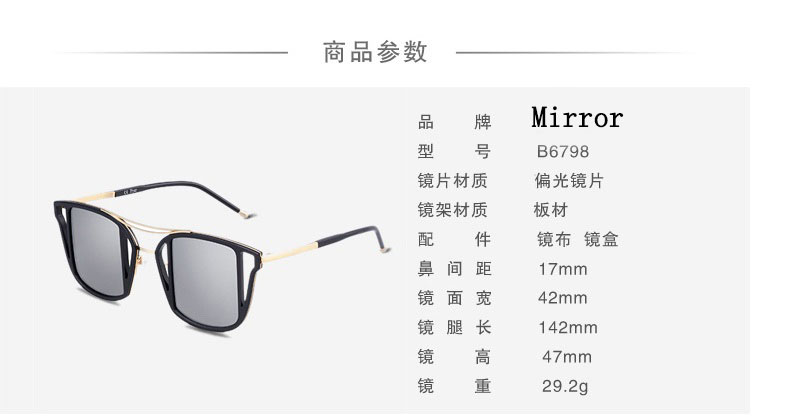 商品参数
品 牌 Mirror
型 号 B6798
镜片材质 偏光镜片
镜架材质 板材
配 件 镜布 镜盒
鼻 间 距 17mm
镜 面 宽 42mm
镜 腿 长 142mm
镜 高 47mm
镜 重 29.2g